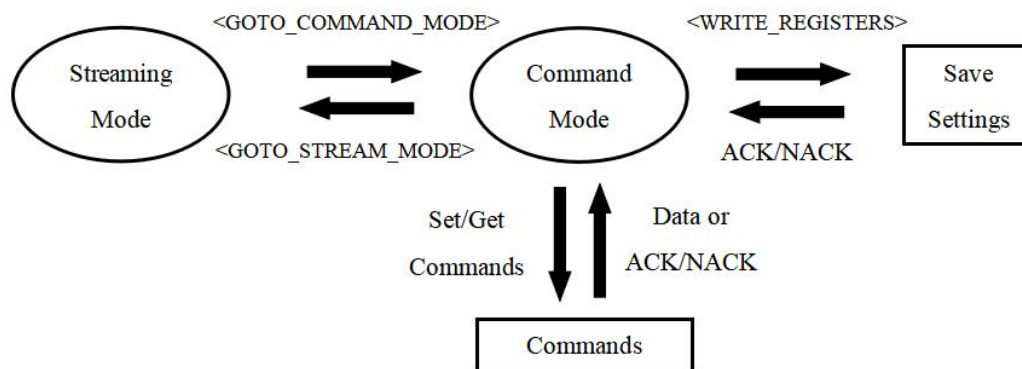 <GOTO_COMMAND_MODE>
<WRITE_REGISTERS>
Streaming
Mode
Command
Mode
Save
Settings
<GOTO_STREAM_MODE>
ACK/NACK
Set/Get
Commands
Data or
ACK/NACK
Commands